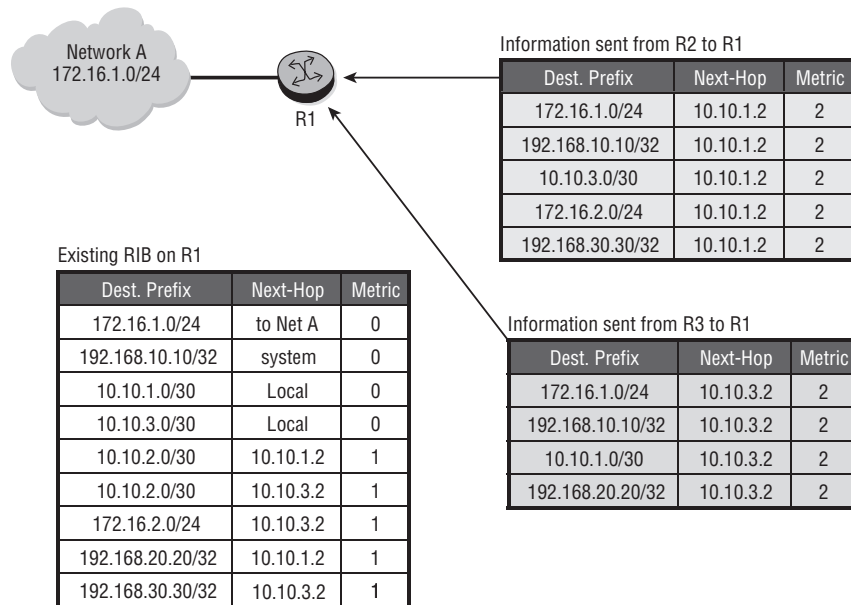 Network A
172.16.1.0/24
R1
Information sent from R2 to R1
Dest. Prefix Next-Hop Metric
172.16.1.0/24 10.10.1.2 2
192.168.10.10/32 10.10.1.2 2
10.10.3.0/30 10.10.1.2 2
172.16.2.0/24 10.10.1.2 2
192.168.30.30/32 10.10.1.2 2
Existing RIB on R1
Dest. Prefix Next-Hop Metric
172.16.1.0/24 to Net A 0
192.168.10.10/32 system 0
10.10.1.0/30 Local 0
10.10.3.0/30 Local 0
10.10.2.0/30 10.10.1.2 1
10.10.2.0/30 10.10.3.2 1
172.16.2.0/24 10.10.3.2 1
192.168.20.20/32 10.10.1.2 1
192.168.30.30/32 10.10.3.2 1
Information sent from R3 to R1
Dest. Prefix Next-Hop Metric
172.16.1.0/24 10.10.3.2 2
192.168.10.10/32 10.10.3.2 2
10.10.1.0/30 10.10.3.2 2
192.168.20.20/32 10.10.3.2 2